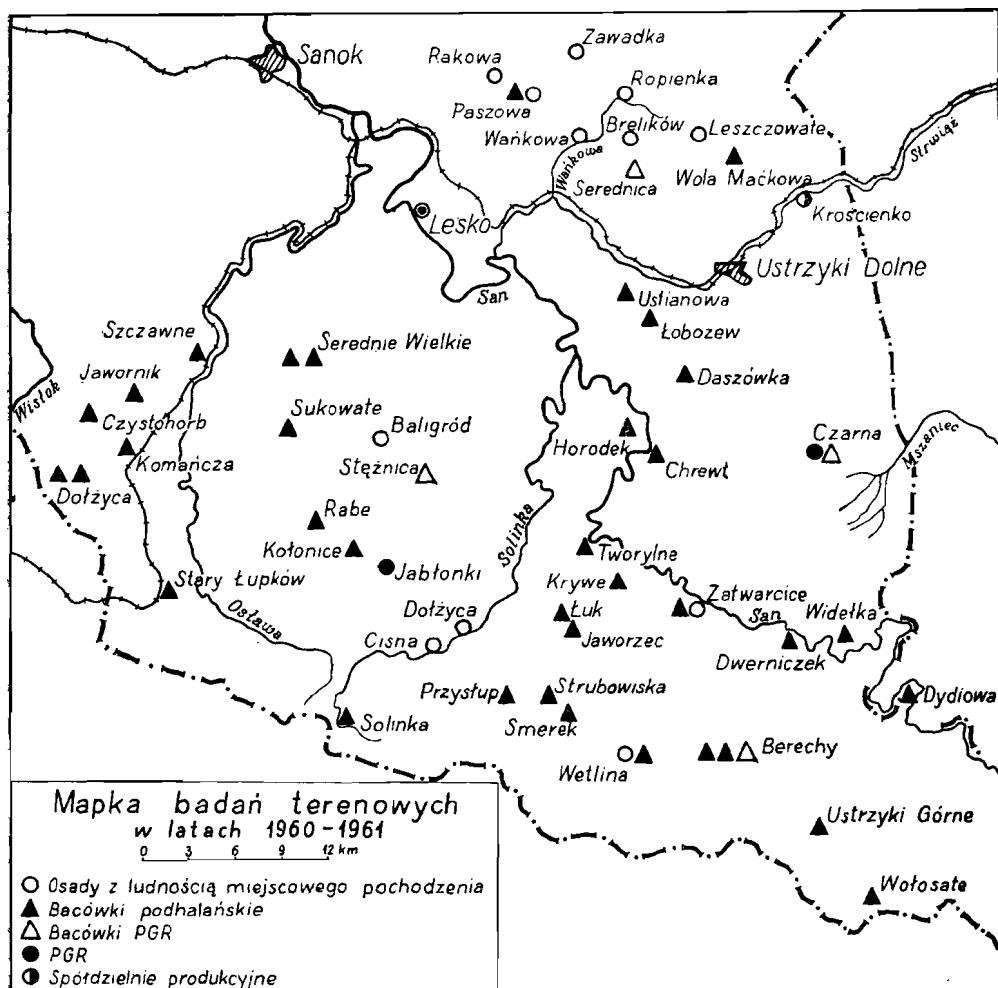 Sanok
Zawadka
Rakowa
Ropienka
Paszowa
Wańkowa
Brelików
Leszczowate
Strwiąż
Wańkowa
Serednica
Wola Maćkowa
Krościenko
Lesko
Ustrzyki Dolne
San
Ustianowa
Łobozew
Szczawne
Serednie Wielkie
Jawornik
Daszówka
Wisłok
Czystohorb
Sukowate
Baligród
Horodek
Czarna
Mszaniec
Komańcza
Stężnica
Chrewt
Dołżyca
Rabe
Solinka
Kołonice
Tworylne
Jabłonki
Krywe
Stary Łupków
Zatwarcice
Dołżyca
Łuk
San
Widełka
Osława
Cisna
Jaworzec
Dwerniczek
Przysłup
Strubowiska
Dydiowa
Solinka
Smerek
Wetlina
Berechy
Ustrzyki Górne
Wołosate
Mapka badań terenowych
w latach 1960-1961
0 3 6 9 12 km
Osady z ludnością miejscowego pochodzenia
Bacówki podhalańskie
Bacówki PGR
PGR
Spółdzielnie produkcyjne